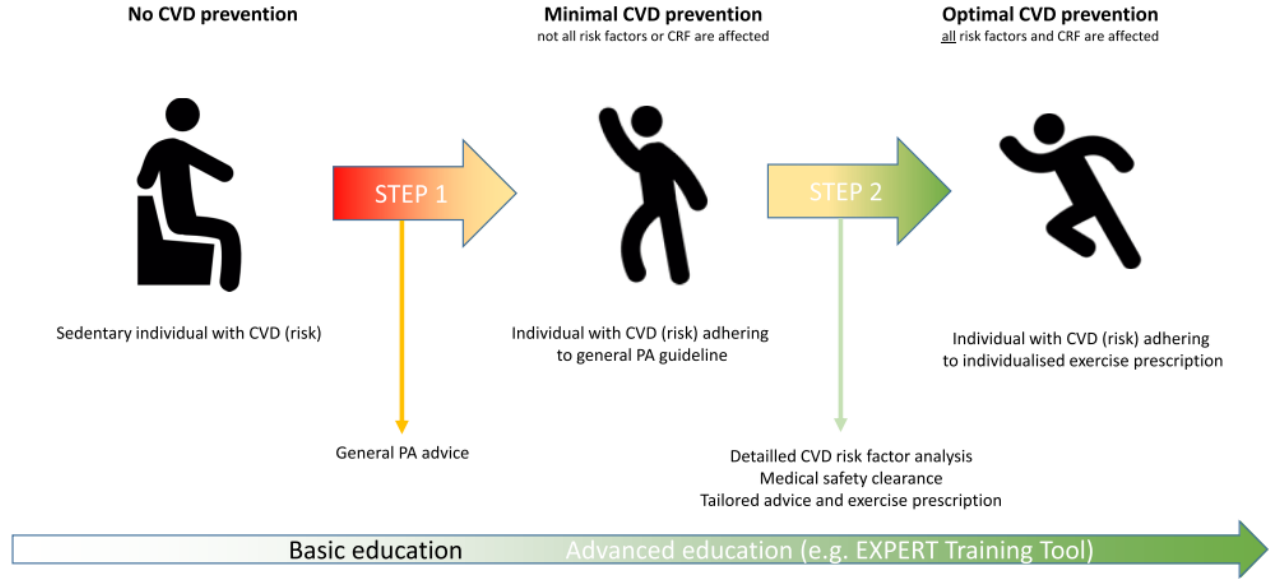 No CVD prevention
Minimal CVD prevention
not all risk factors or CRF are affected
Optimal CVD prevention
all risk factors and CRF are affected
STEP 1
STEP 2
Sedentary individual with CVD (risk)
Individual with CVD (risk) adhering
to general PA guideline
Individual with CVD (risk) adhering
to individualised exercise prescription
General PA advice
Detailled CVD risk factor analysis
Medical safety clearance
Tailored advice and exercise prescription
Basic education
Advanced education (e.g. EXPERT Training Tool)